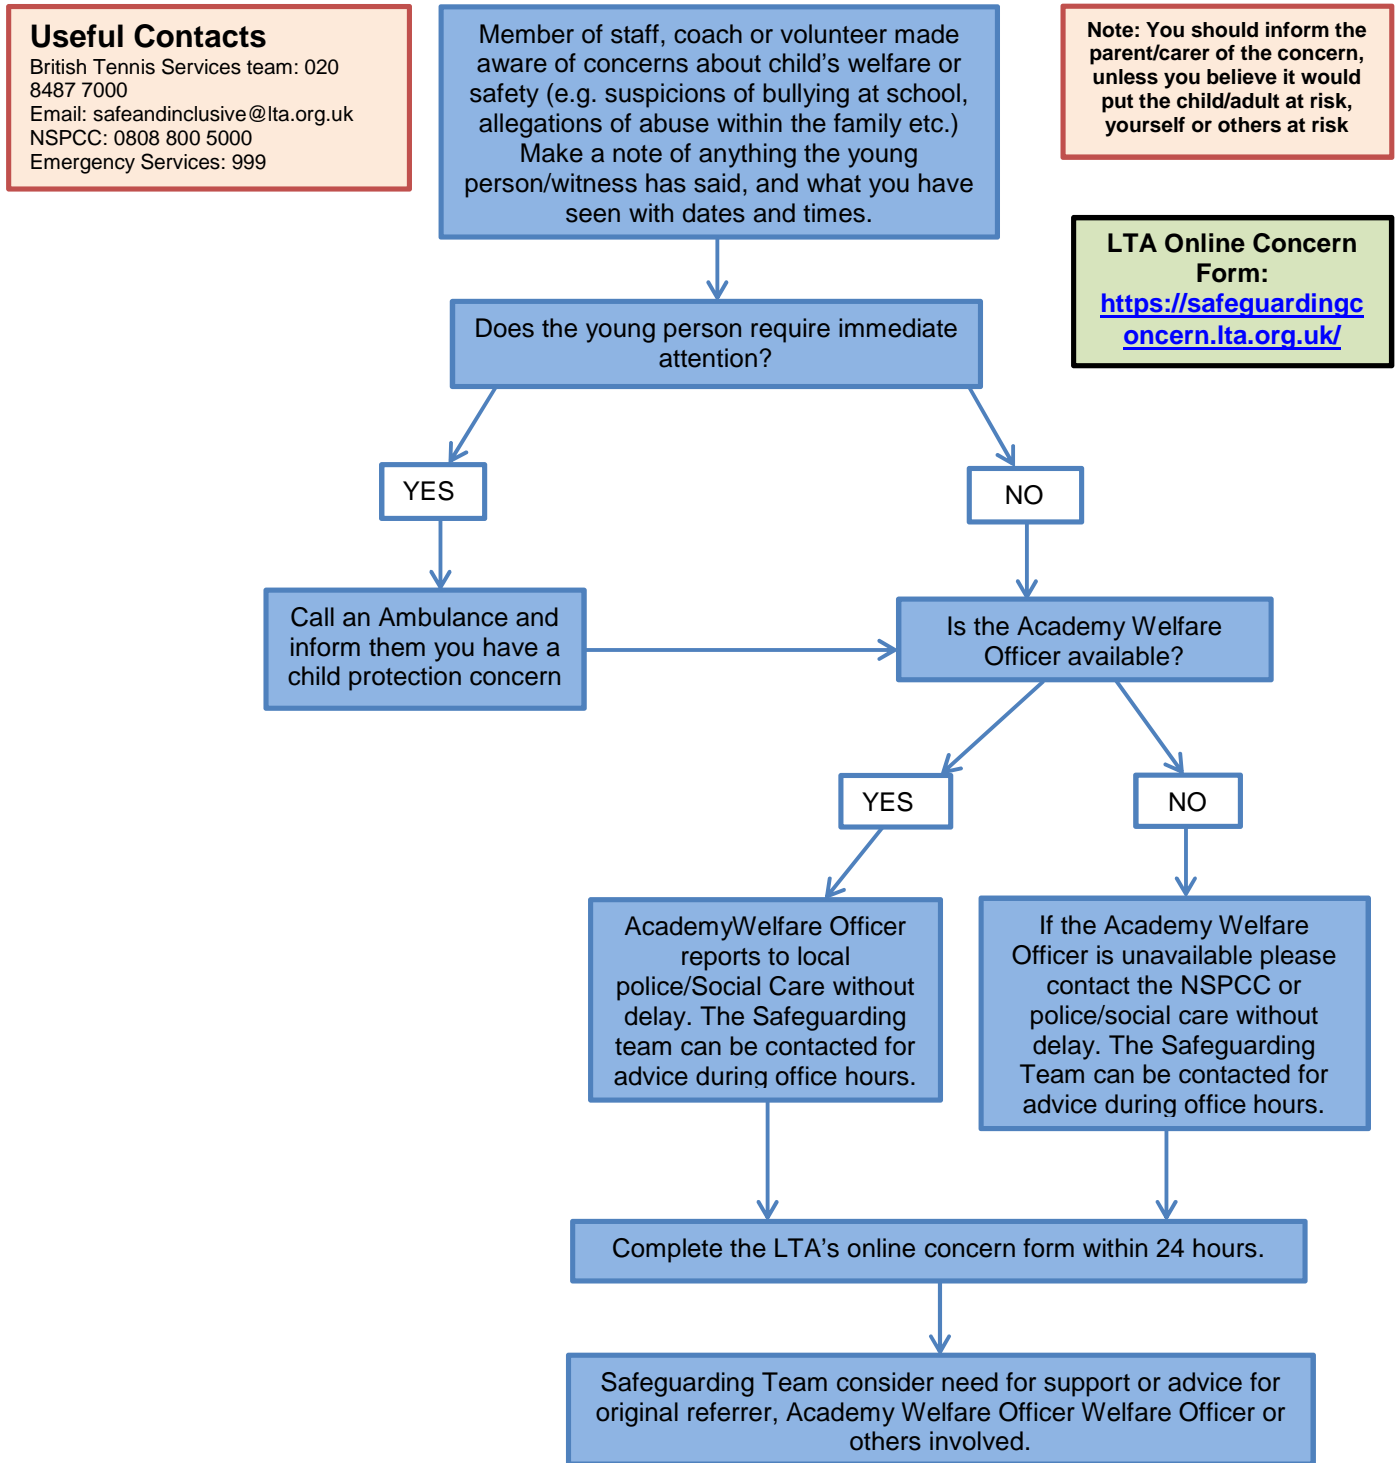 Useful Contacts
British Tennis Services team: 020
8487 7000
Email: safeandinclusive@lta.org.uk
NSPCC: 0808 800 5000
Emergency Services: 999
Member of staff, coach or volunteer made
aware of concerns about child's welfare or
safety (e.g. suspicions of bullying at school,
allegations of abuse within the family etc.)
Make a note of anything the young
person/witness has said, and what you have
seen with dates and times.
Note: You should inform the
parent/carer of the concern,
unless you believe it would
put the child/adult at risk,
yourself or others at risk
LTA Online Concern
Form:
https://safeguardingc
oncern.lta.org.uk/
Does the young person require immediate
attention?
YES
NO
Call an Ambulance and
inform them you have a
child protection concern
Is the Academy Welfare
Officer available?
YES
NO
AcademyWelfare Officer
reports to local
police/Social Care without
delay. The Safeguarding
team can be contacted for
advice during office hours.
If the Academy Welfare
Officer is unavailable please
contact the NSPCC or
police/social care without
delay. The Safeguarding
Team can be contacted for
advice during office hours.
Complete the LTA's online concern form within 24 hours.
Safeguarding Team consider need for support or advice for
original referrer, Academy Welfare Officer Welfare Officer or
others involved.